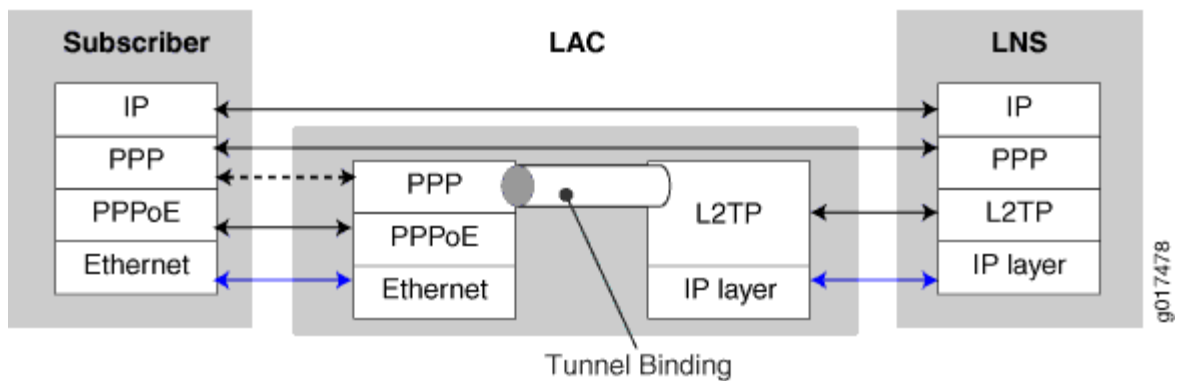 Subscriber
LAC
LNS
IP
PPP
PPPoE
Ethernet
PPP
PPPoE
Ethernet
L2TP
IP layer
IP
PPP
L2TP
IP layer
Tunnel Binding
g017478